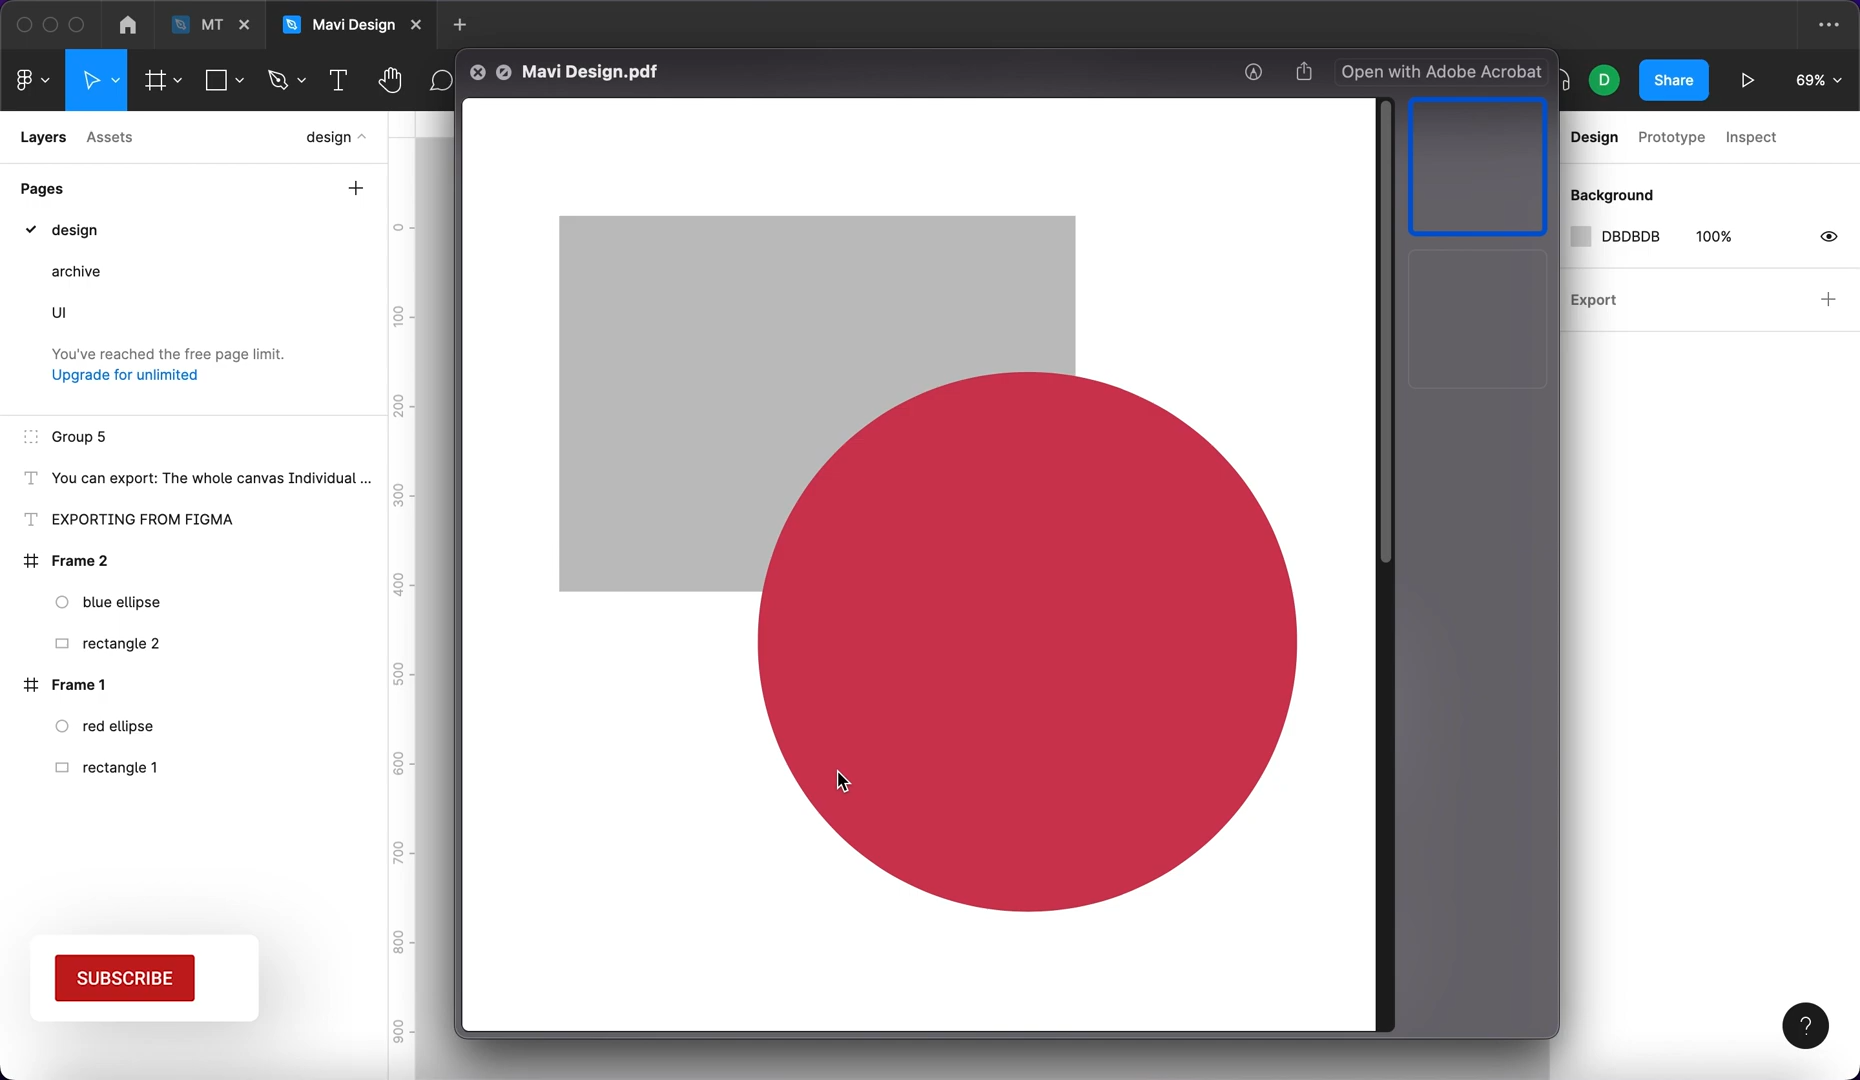 MT
Mavi Design
Mavi Design.pdf
Open with Adobe Acrobat
D
Share
69%
Layers
Assets
design
Design
Prototype
Inspect
Pages
design
archive
UI
You've reached the free page limit.
Upgrade for unlimited
Background
DBDBDB
100%
Export
Group 5
You can export: The whole canvas Individual ...
EXPORTING FROM FIGMA
Frame 2
blue ellipse
rectangle 2
Frame 1
red ellipse
rectangle 1
0
100
200
300
400
500
600
700
800
900
SUBSCRIBE
?